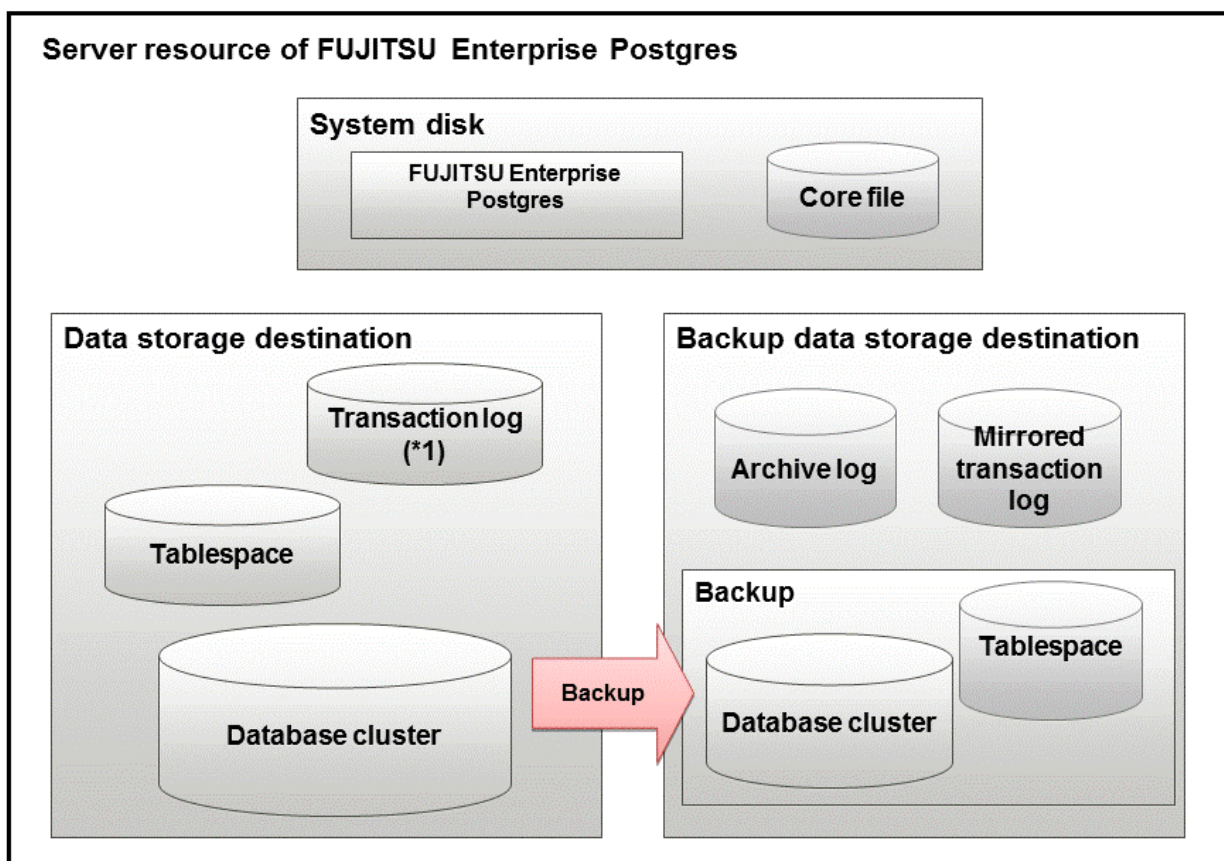 Server resource of FUJITSU Enterprise Postgres
System disk
FUJITSU Enterprise
Postgres
Core file
Data storage destination
Transaction log
(*1)
Tablespace
Database cluster
Backup
Backup data storage destination
Archive log
Mirrored
transaction
log
Backup
Tablespace
Database cluster